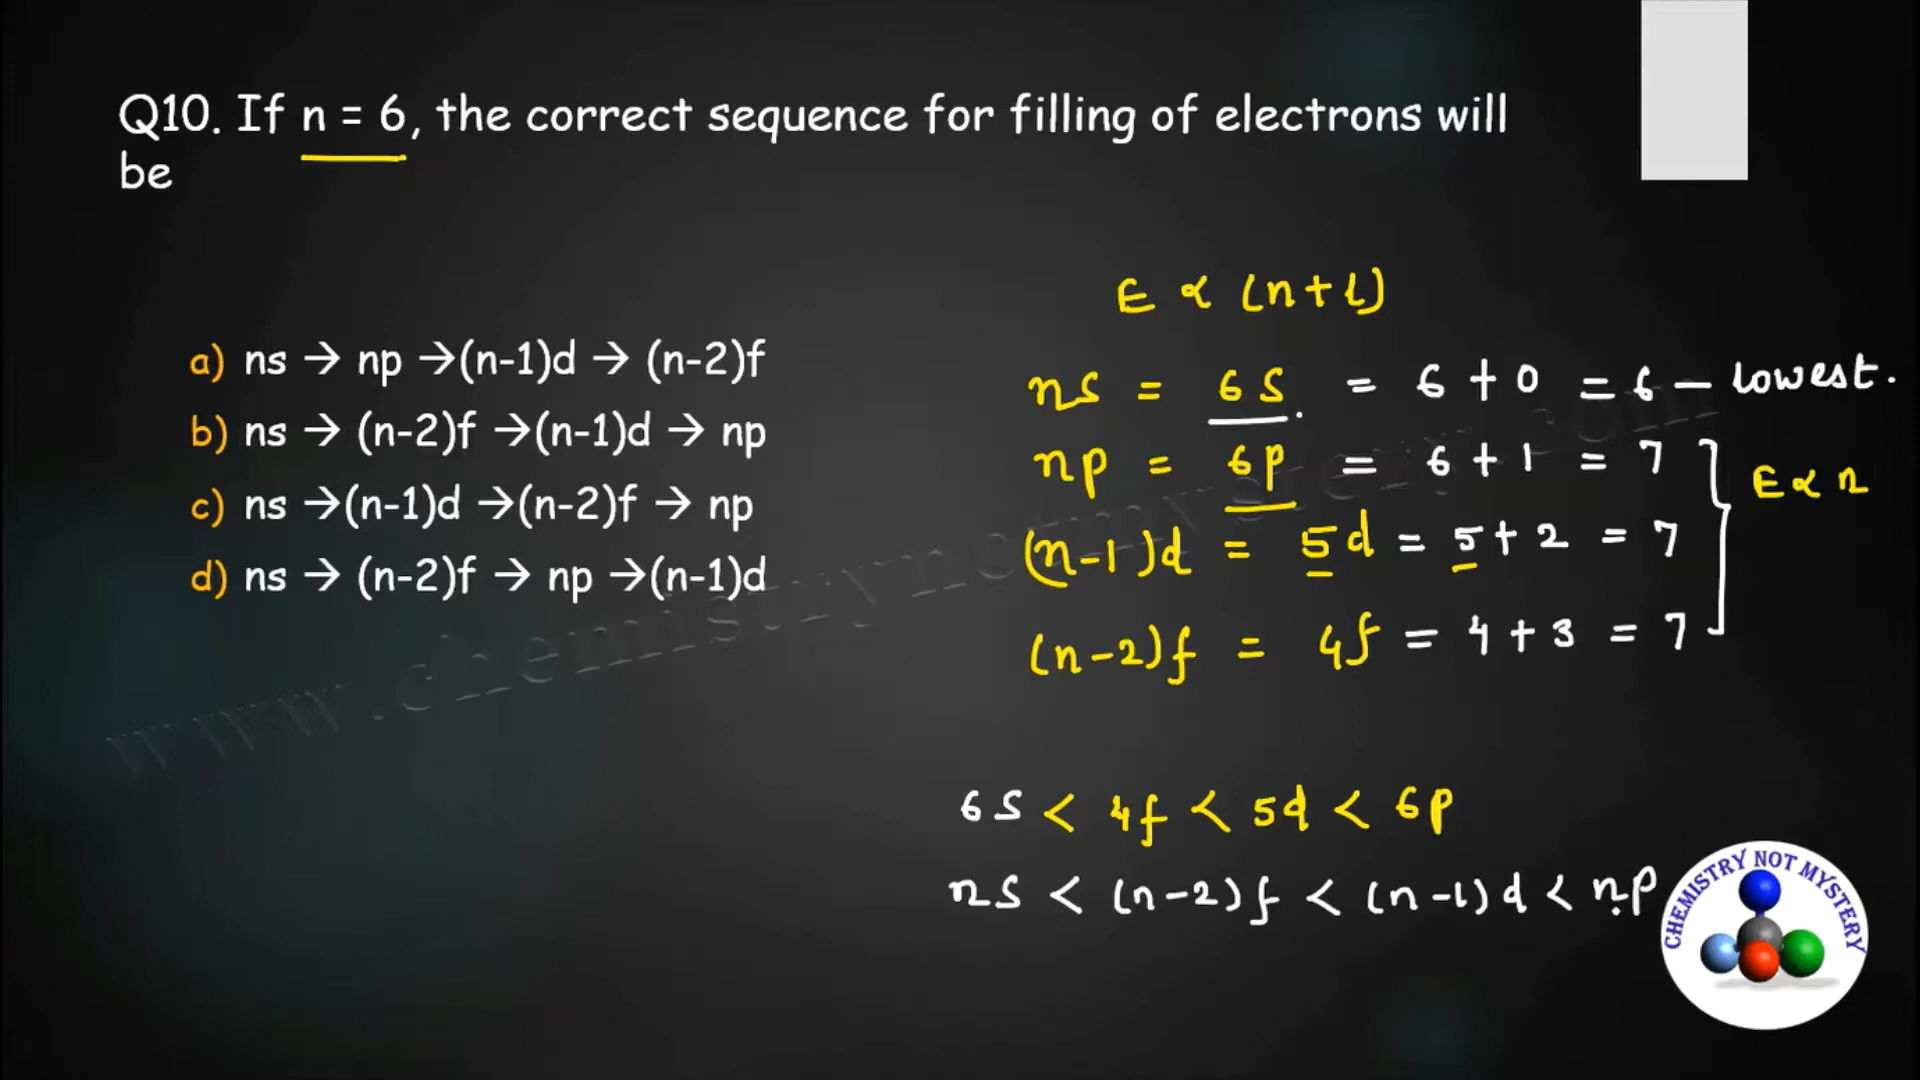 Q10. If n = 6, the correct sequence for filling of electrons will
be
a) ns → np →(n-1)d → (n-2)f
b) ns → (n-2)f →(n-1)d → np
c) ns →(n-1)d →(n-2)f → np
d) ns → (n-2)f → np →(n-1)d
E ∝ (n+l)
ns = 6s = 6 + 0 = 6 – lowest.
np = 6p = 6 + 1 = 7
E ∝ n
(n-1)d = 5d = 5 + 2 = 7
(n-2)f = 4f = 4 + 3 = 7
6s < 4f < 5d < 6p
ns < (n-2)f < (n-1)d < np
CHEMISTRY NOT MYSTERY
www.chemistrynotmystery.com